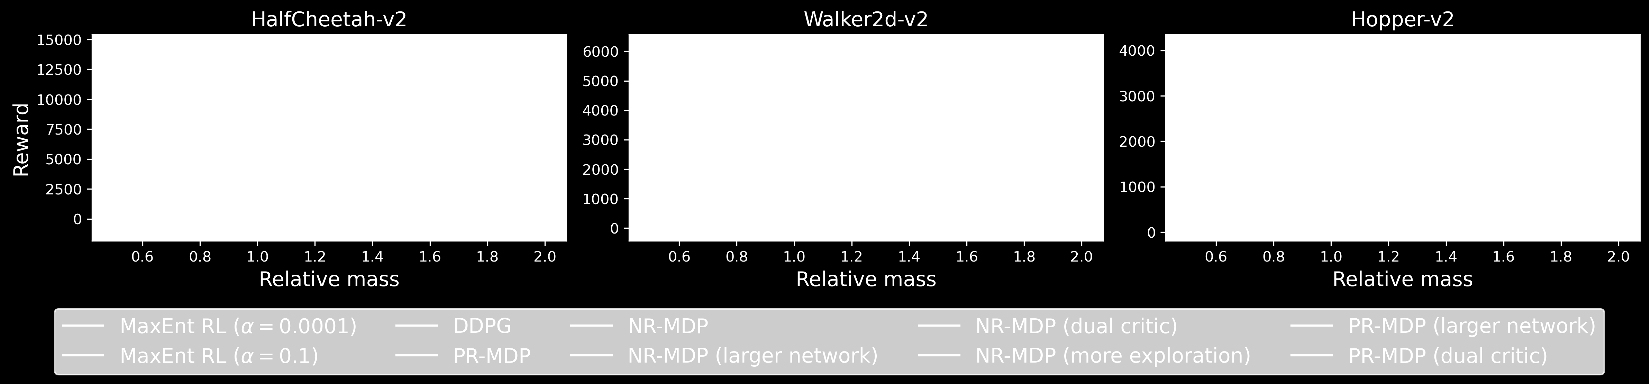 HalfCheetah-v2
15000
12500
10000
7500
5000
2500
0
Reward
0.6 0.8 1.0 1.2 1.4 1.6 1.8 2.0
Relative mass
Walker2d-v2
6000
5000
4000
3000
2000
1000
0
0.6 0.8 1.0 1.2 1.4 1.6 1.8 2.0
Relative mass
Hopper-v2
4000
3000
2000
1000
0
0.6 0.8 1.0 1.2 1.4 1.6 1.8 2.0
Relative mass
MaxEnt RL (α = 0.0001)
MaxEnt RL (α = 0.1)
DDPG
PR-MDP
NR-MDP
NR-MDP (larger network)
NR-MDP (dual critic)
NR-MDP (more exploration)
PR-MDP (larger network)
PR-MDP (dual critic)